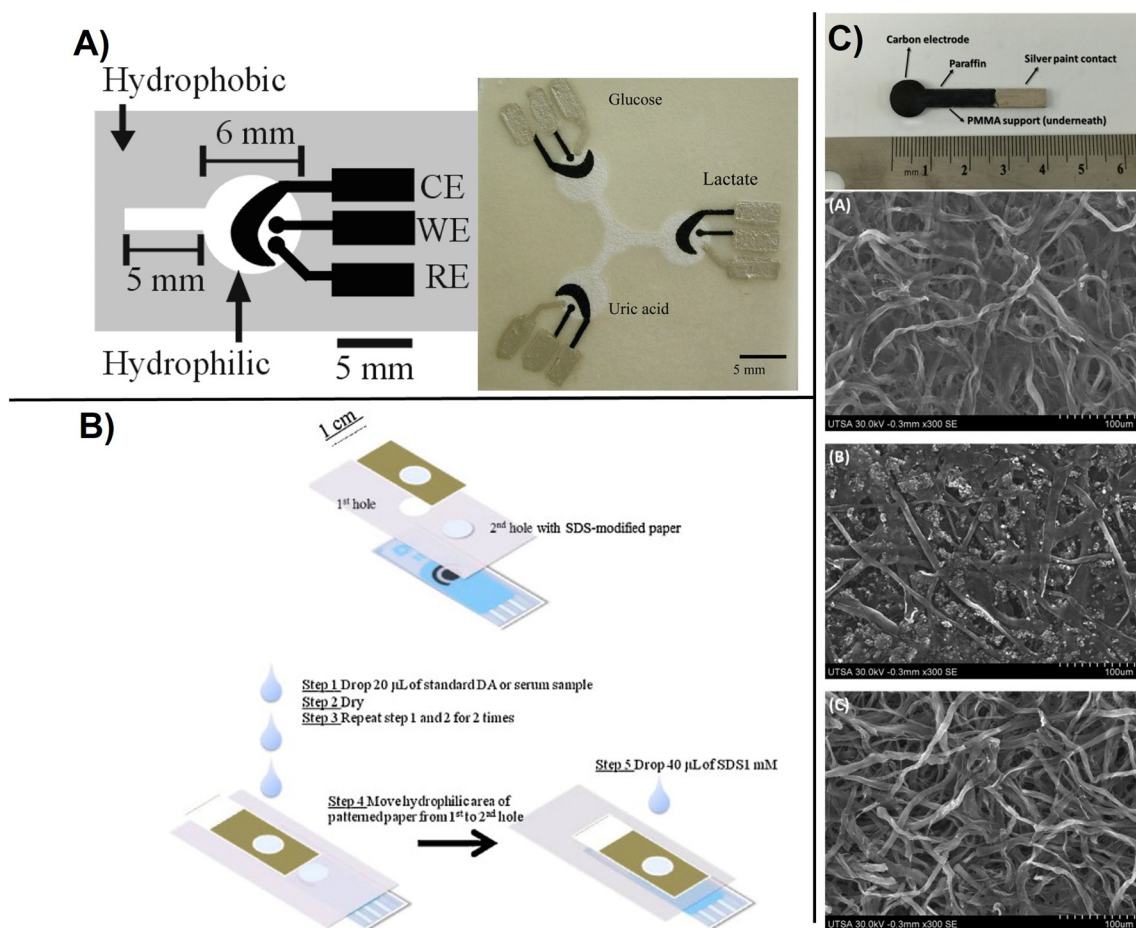 A)
Hydrophobic
6 mm
CE
WE
RE
5 mm
Hydrophilic
5 mm
Glucose
Lactate
Uric acid
5 mm
B)
1 cm
1st hole
2nd hole with SDS-modified paper
Step 1 Drop 20 µL of standard DA or serum sample
Step 2 Dry
Step 3 Repeat step 1 and 2 for 2 times
Step 4 Move hydrophilic area of
patterned paper from 1st to 2nd hole
Step 5 Drop 40 µL of SDS1 mM
C)
Carbon electrode
Paraffin
Silver paint contact
PMMA support (underneath)
mm 1 2 3 4 5 6
(A)
UTSA 30.0kV -0.3mm x300 SE 100um
(B)
UTSA 30.0kV -0.3mm x300 SE 100um
(C)
UTSA 30.0kV -0.3mm x300 SE 100um